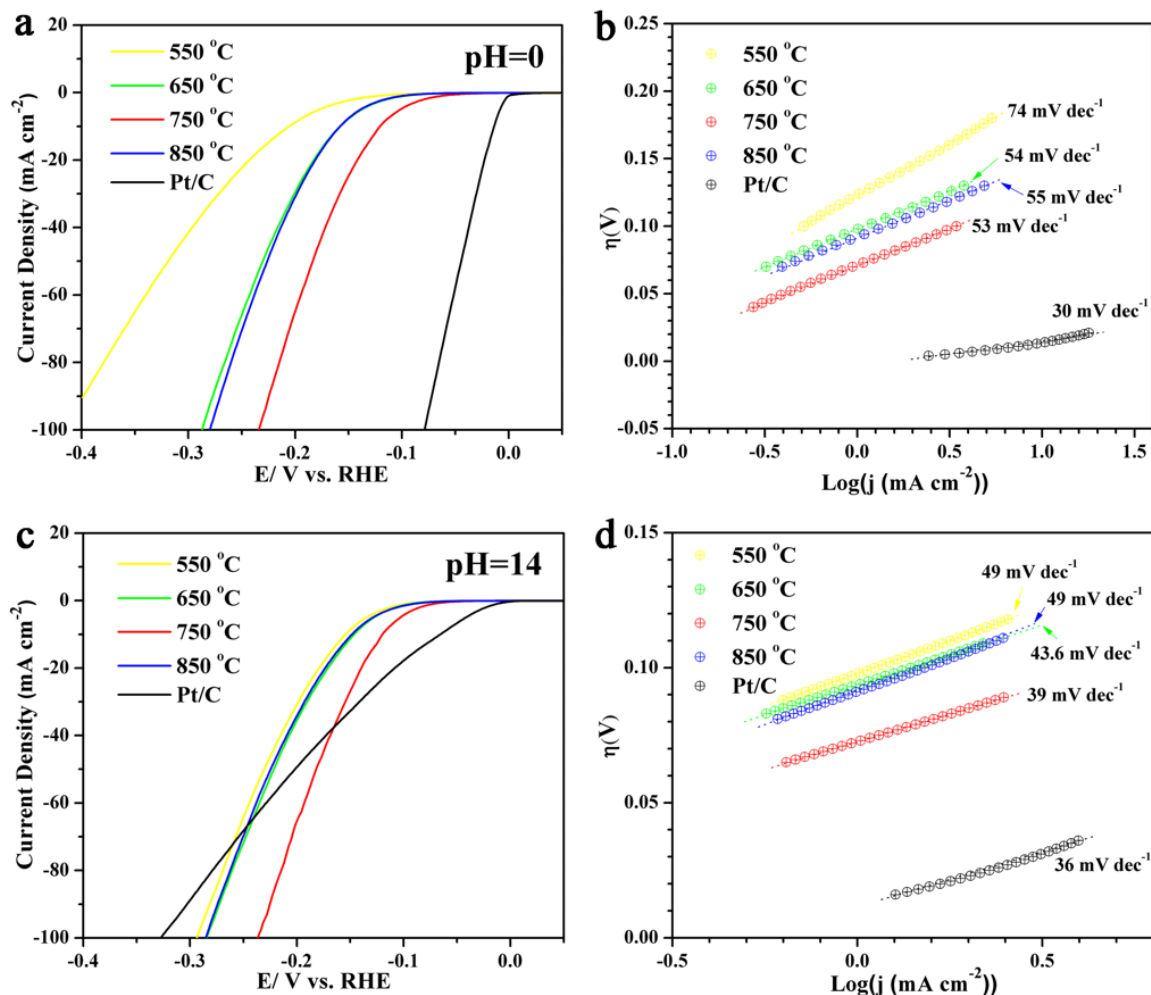 a
20
0
-20
-40
-60
-80
-100
Current Density (mA cm⁻²)
550 °C
650 °C
750 °C
850 °C
Pt/C
pH=0
-0.4
-0.3
-0.2
-0.1
0.0
E/ V vs. RHE
b
0.25
0.20
0.15
0.10
0.05
0.00
-0.05
η(V)
550 °C
650 °C
750 °C
850 °C
Pt/C
74 mV dec⁻¹
54 mV dec⁻¹
55 mV dec⁻¹
53 mV dec⁻¹
30 mV dec⁻¹
-1.0
-0.5
0.0
0.5
1.0
1.5
Log(j (mA cm⁻²))
c
20
0
-20
-40
-60
-80
-100
Current Density (mA cm⁻²)
550 °C
650 °C
750 °C
850 °C
Pt/C
pH=14
-0.4
-0.3
-0.2
-0.1
0.0
E/ V vs. RHE
d
0.15
0.10
0.05
0.00
η(V)
550 °C
650 °C
750 °C
850 °C
Pt/C
49 mV dec⁻¹
49 mV dec⁻¹
43.6 mV dec⁻¹
39 mV dec⁻¹
36 mV dec⁻¹
-0.5
0.0
0.5
Log(j (mA cm⁻²))